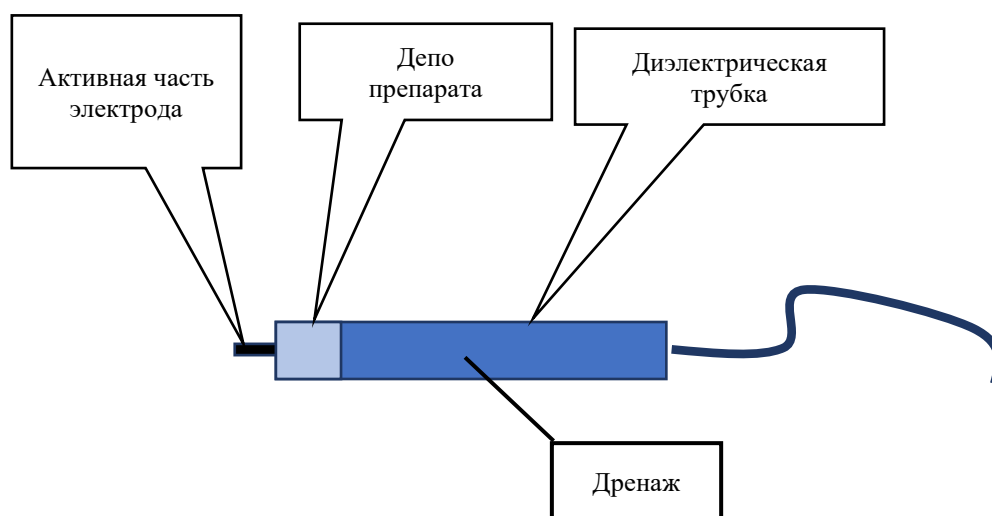 Активная часть
электрода
Депо
препарата
Диэлектрическая
трубка
Дренаж